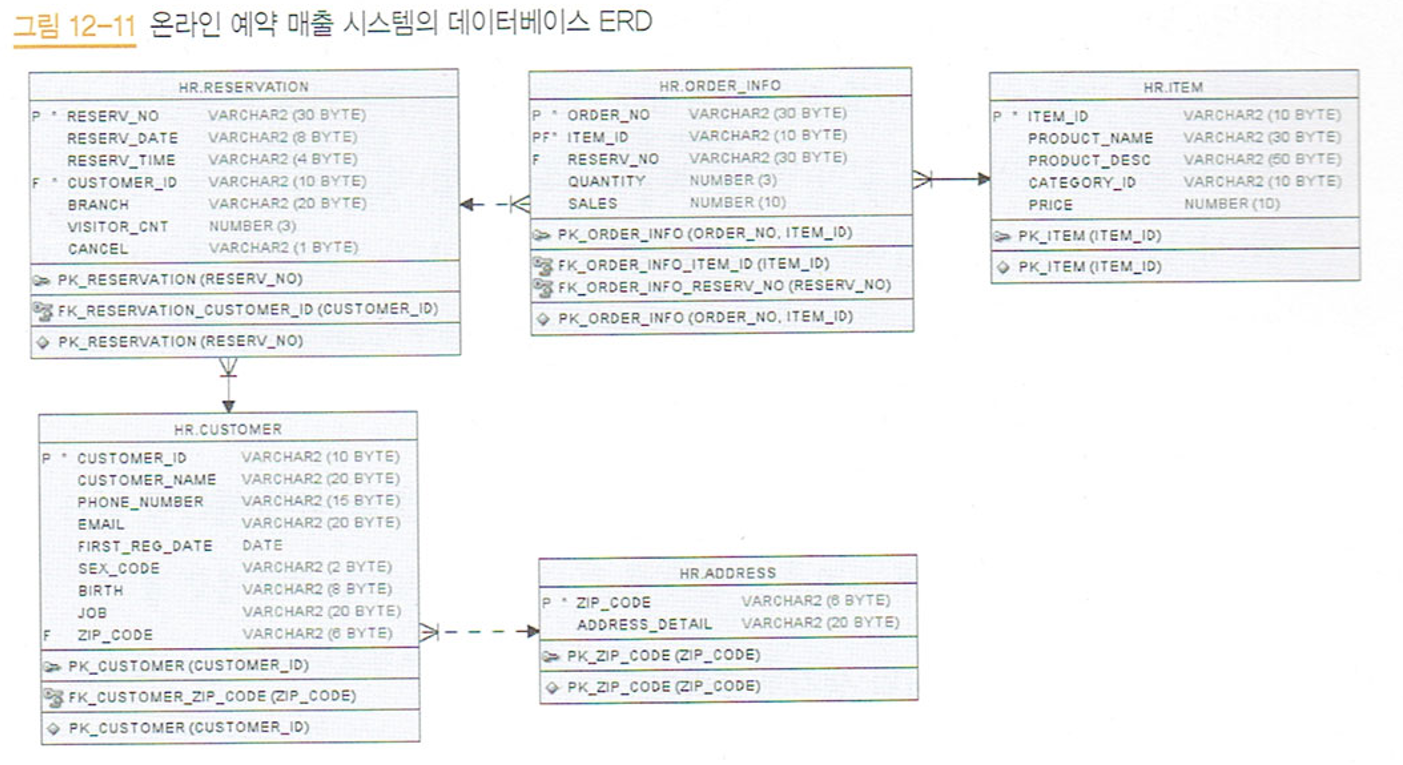 그림 12-11 온라인 예약 매출 시스템의 데이터베이스 ERD
HR.RESERVATION
P * RESERV_NO VARCHAR2 (30 BYTE)
RESERV_DATE VARCHAR2 (8 BYTE)
RESERV_TIME VARCHAR2 (4 BYTE)
F * CUSTOMER_ID VARCHAR2 (10 BYTE)
BRANCH VARCHAR2 (20 BYTE)
VISITOR_CNT NUMBER (3)
CANCEL VARCHAR2 (1 BYTE)
PK_RESERVATION (RESERV_NO)
FK_RESERVATION_CUSTOMER_ID (CUSTOMER_ID)
PK_RESERVATION (RESERV_NO)
HR.ORDER_INFO
P * ORDER_NO VARCHAR2 (30 BYTE)
PF* ITEM_ID VARCHAR2 (10 BYTE)
F RESERV_NO VARCHAR2 (30 BYTE)
QUANTITY NUMBER (3)
SALES NUMBER (10)
PK_ORDER_INFO (ORDER_NO, ITEM_ID)
FK_ORDER_INFO_ITEM_ID (ITEM_ID)
FK_ORDER_INFO_RESERV_NO (RESERV_NO)
PK_ORDER_INFO (ORDER_NO, ITEM_ID)
HR.ITEM
P * ITEM_ID VARCHAR2 (10 BYTE)
PRODUCT_NAME VARCHAR2 (30 BYTE)
PRODUCT_DESC VARCHAR2 (50 BYTE)
CATEGORY_ID VARCHAR2 (10 BYTE)
PRICE NUMBER (10)
PK_ITEM (ITEM_ID)
PK_ITEM (ITEM_ID)
HR.CUSTOMER
P * CUSTOMER_ID VARCHAR2 (10 BYTE)
CUSTOMER_NAME VARCHAR2 (20 BYTE)
PHONE_NUMBER VARCHAR2 (15 BYTE)
EMAIL VARCHAR2 (20 BYTE)
FIRST_REG_DATE DATE
SEX_CODE VARCHAR2 (2 BYTE)
BIRTH VARCHAR2 (8 BYTE)
JOB VARCHAR2 (20 BYTE)
F ZIP_CODE VARCHAR2 (6 BYTE)
PK_CUSTOMER (CUSTOMER_ID)
FK_CUSTOMER_ZIP_CODE (ZIP_CODE)
PK_CUSTOMER (CUSTOMER_ID)
HR.ADDRESS
P * ZIP_CODE VARCHAR2 (6 BYTE)
ADDRESS_DETAIL VARCHAR2 (20 BYTE)
PK_ZIP_CODE (ZIP_CODE)
PK_ZIP_CODE (ZIP_CODE)